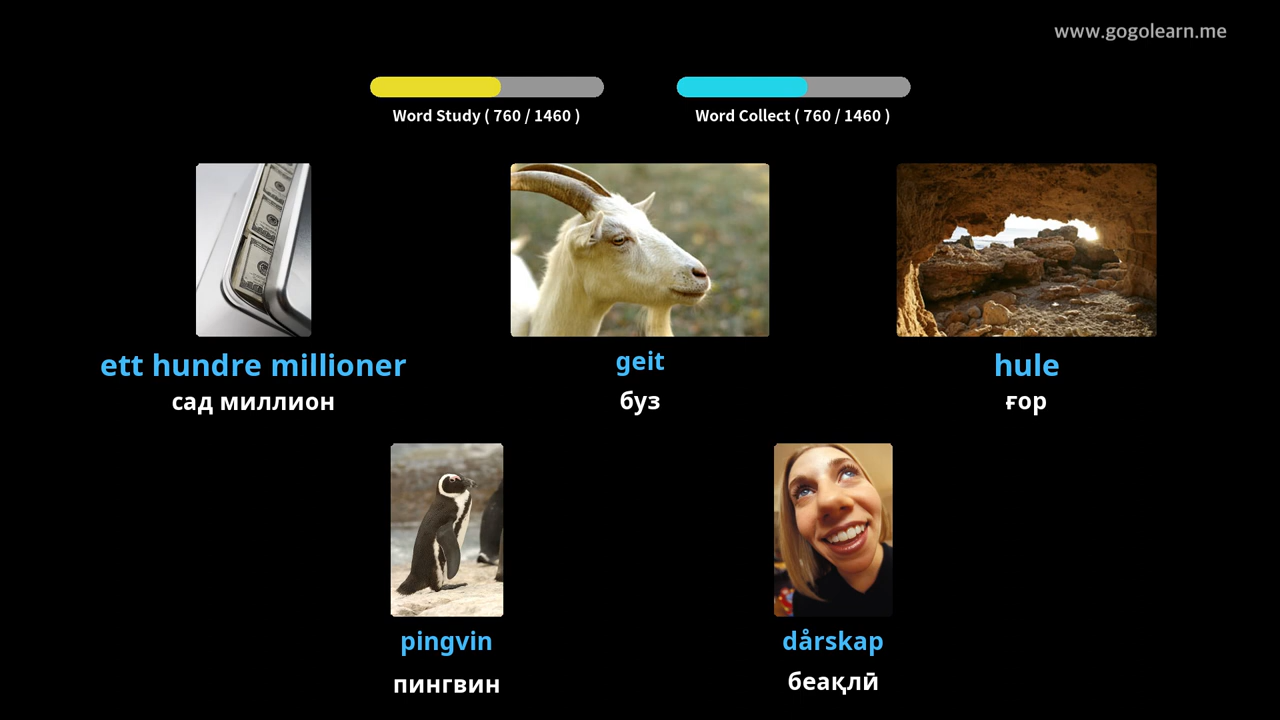 www.gogolearn.me
Word Study ( 760 / 1460 )
Word Collect ( 760 / 1460 )
ett hundre millioner
сад миллион
geit
буз
hule
ғор
pingvin
пингвин
dårskap
беақлӣ